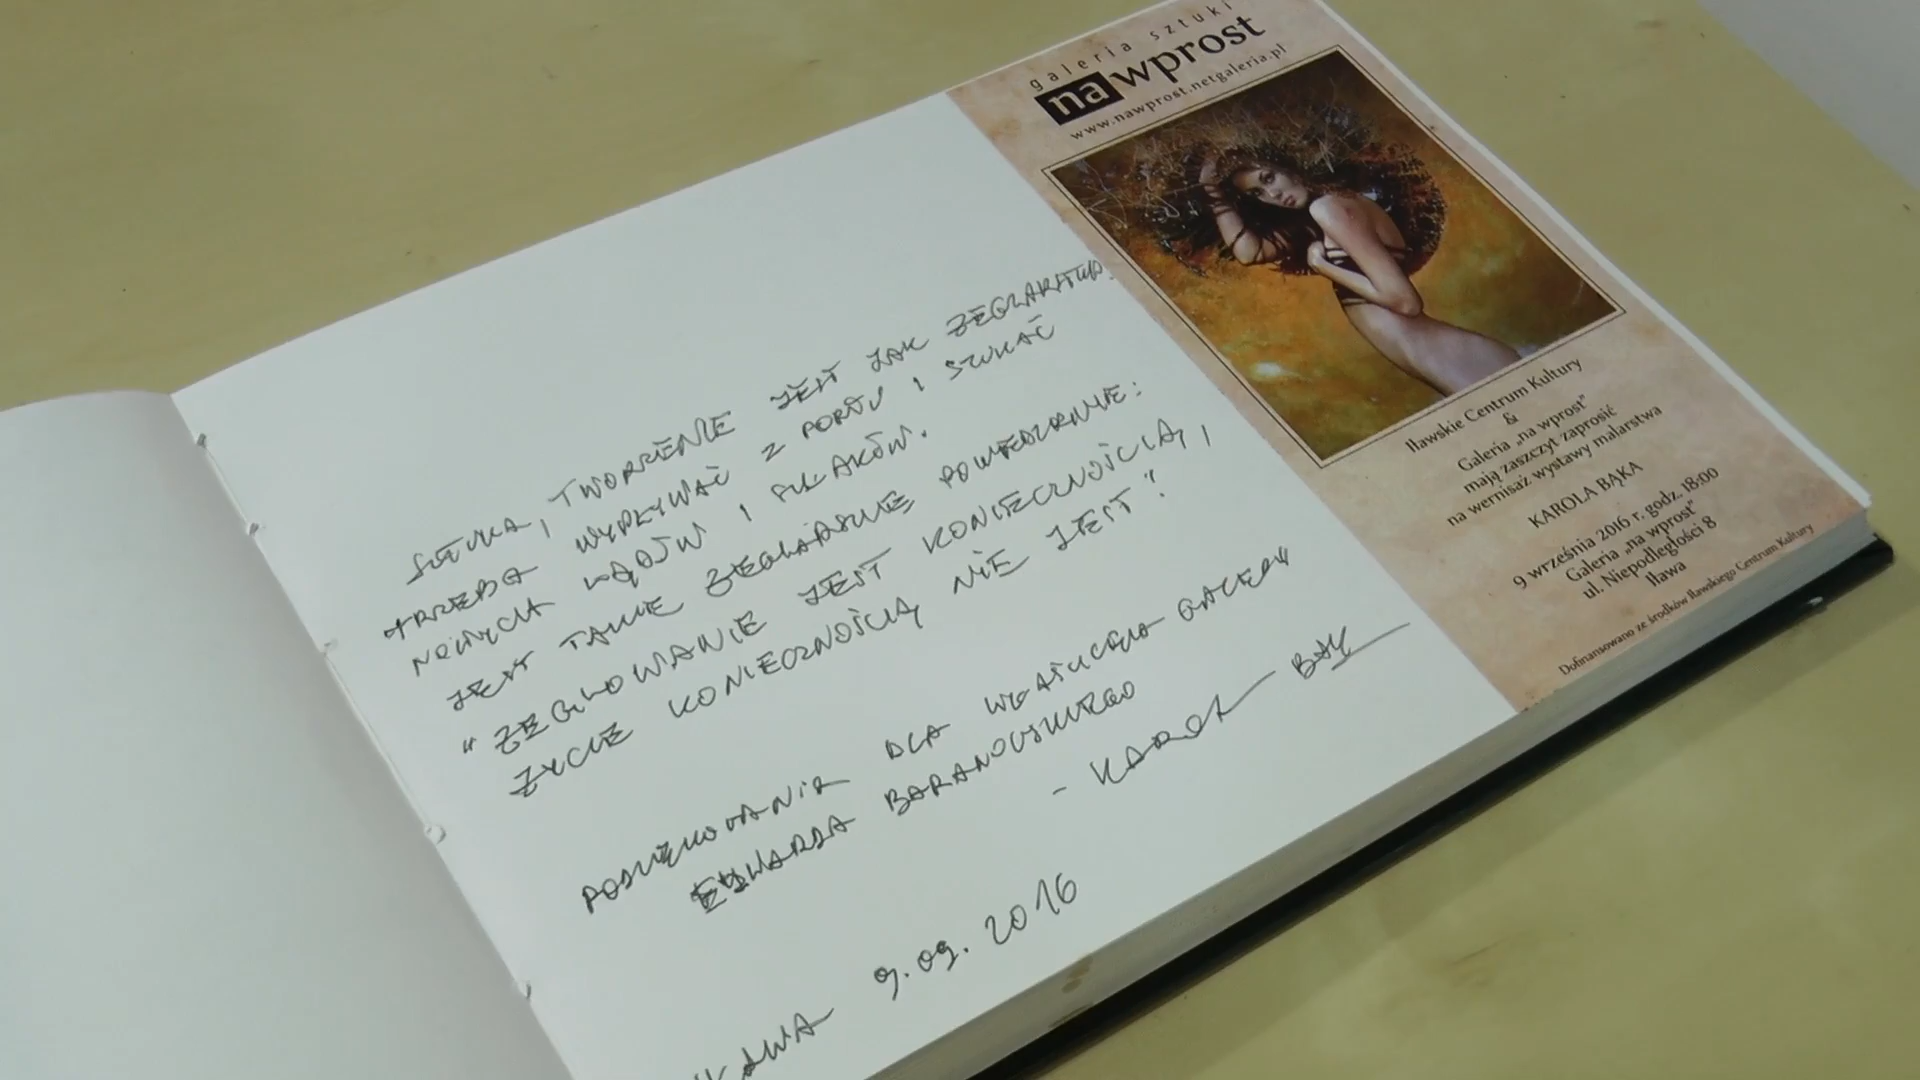 SZTUKA, TWORZENIE JEST JAK ŻEGLARSTWO.
TRZEBA WYPŁYWAĆ Z PORTU I SZUKAĆ
NOWYCH LĄDÓW I SZLAKÓW.
JEST TAKIE ŻEGLARSKIE POWIEDZENIE:
"ŻEGLOWANIE JEST KONIECZNOŚCIĄ,
ŻYCIE KONIECZNOŚCIĄ NIE JEST".
PODZIĘKOWANIA DLA WŁAŚCICIELA GALERII
EDWARDA BARANOWSKIEGO
- KAROL BĄK
IŁAWA 9.09.2016
galeria sztuki
na wprost
www.nawprost.netgaleria.pl
Iławskie Centrum Kultury
&
Galeria „na wprost"
mają zaszczyt zaprosić
na wernisaż wystawy malarstwa
KAROLA BĄKA
9 września 2016 r. godz. 18:00
Galeria „na wprost"
ul. Niepodległości 8
Iława
Dofinansowano ze środków Iławskiego Centrum Kultury